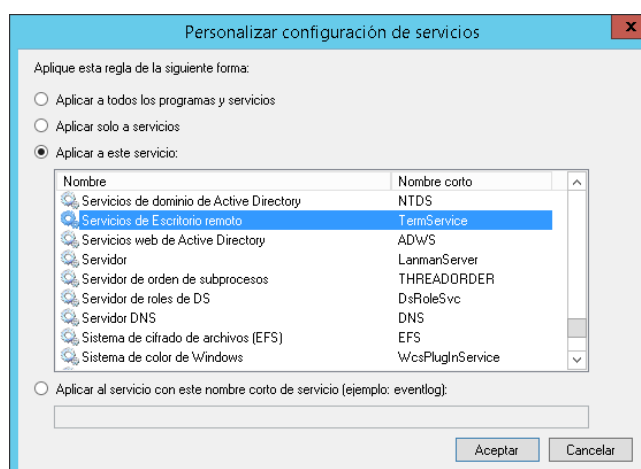 Personalizar configuración de servicios
x
Aplique esta regla de la siguiente forma:
Aplicar a todos los programas y servicios
Aplicar solo a servicios
Aplicar a este servicio:
Nombre Nombre corto
Servicios de dominio de Active Directory NTDS
Servicios de Escritorio remoto TermService
Servicios web de Active Directory ADWS
Servidor LanmanServer
Servidor de orden de subprocesos THREADORDER
Servidor de roles de DS DsRoleSvc
Servidor DNS DNS
Sistema de cifrado de archivos (EFS) EFS
Sistema de color de Windows WcsPlugInService
Aplicar al servicio con este nombre corto de servicio (ejemplo: eventlog):
Aceptar Cancelar